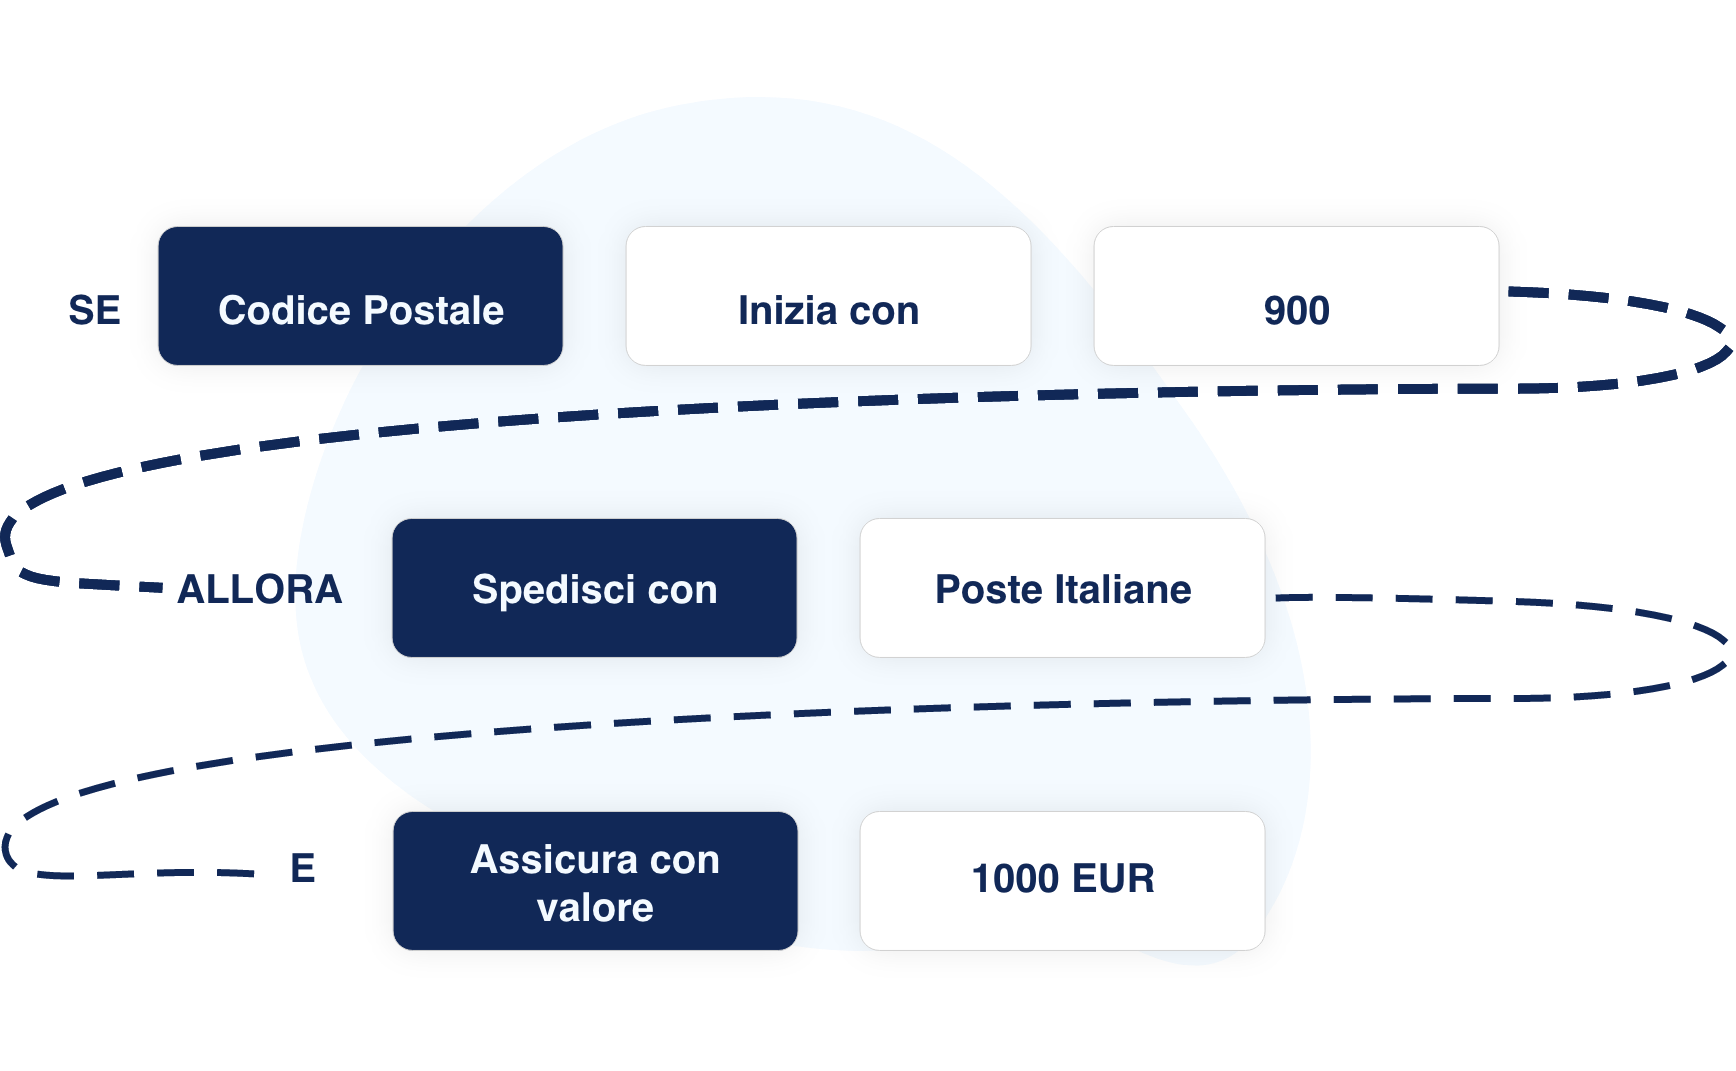 SE Codice Postale Inizia con 900
ALLORA Spedisci con Poste Italiane
E Assicura con valore 1000 EUR